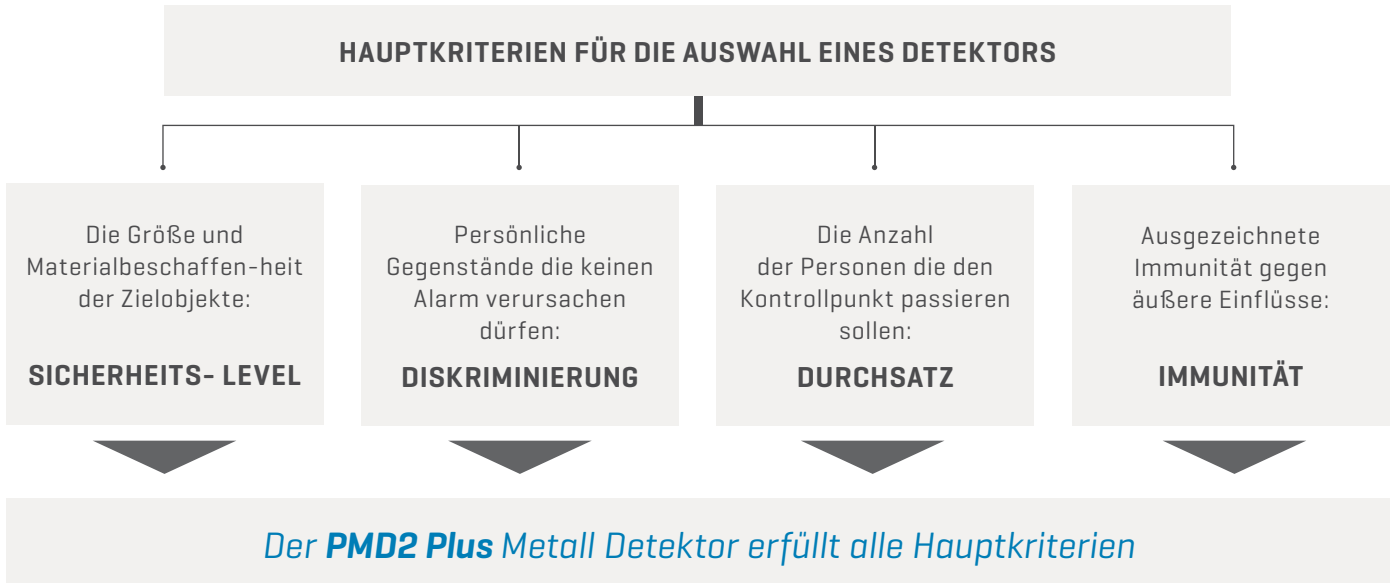 HAUPTKRITERIEN FÜR DIE AUSWAHL EINES DETEKTORS
Die Größe und
Materialbeschaffen-heit
der Zielobjekte:
SICHERHEITS- LEVEL
Persönliche
Gegenstände die keinen
Alarm verursachen
dürfen:
DISKRIMINIERUNG
Die Anzahl
der Personen die den
Kontrollpunkt passieren
sollen:
DURCHSATZ
Ausgezeichnete
Immunität gegen
äußere Einflüsse:
IMMUNITÄT
Der PMD2 Plus Metall Detektor erfüllt alle Hauptkriterien